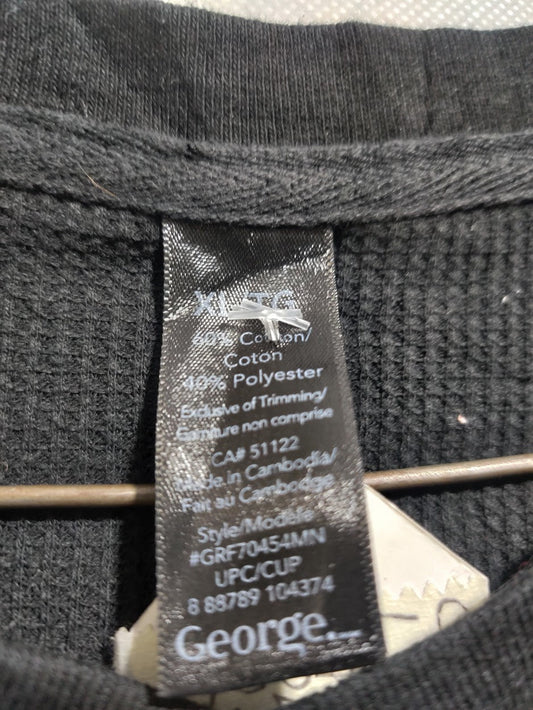 XL-TG
60% Cotton/
Coton
40% Polyester
Exclusive of Trimming/
Garniture non comprise
CA# 51122
Made in Cambodia/
Fait au Cambodge
Style/Modèle
#GRF70454MN
UPC/CUP
8 88789 104374
George.